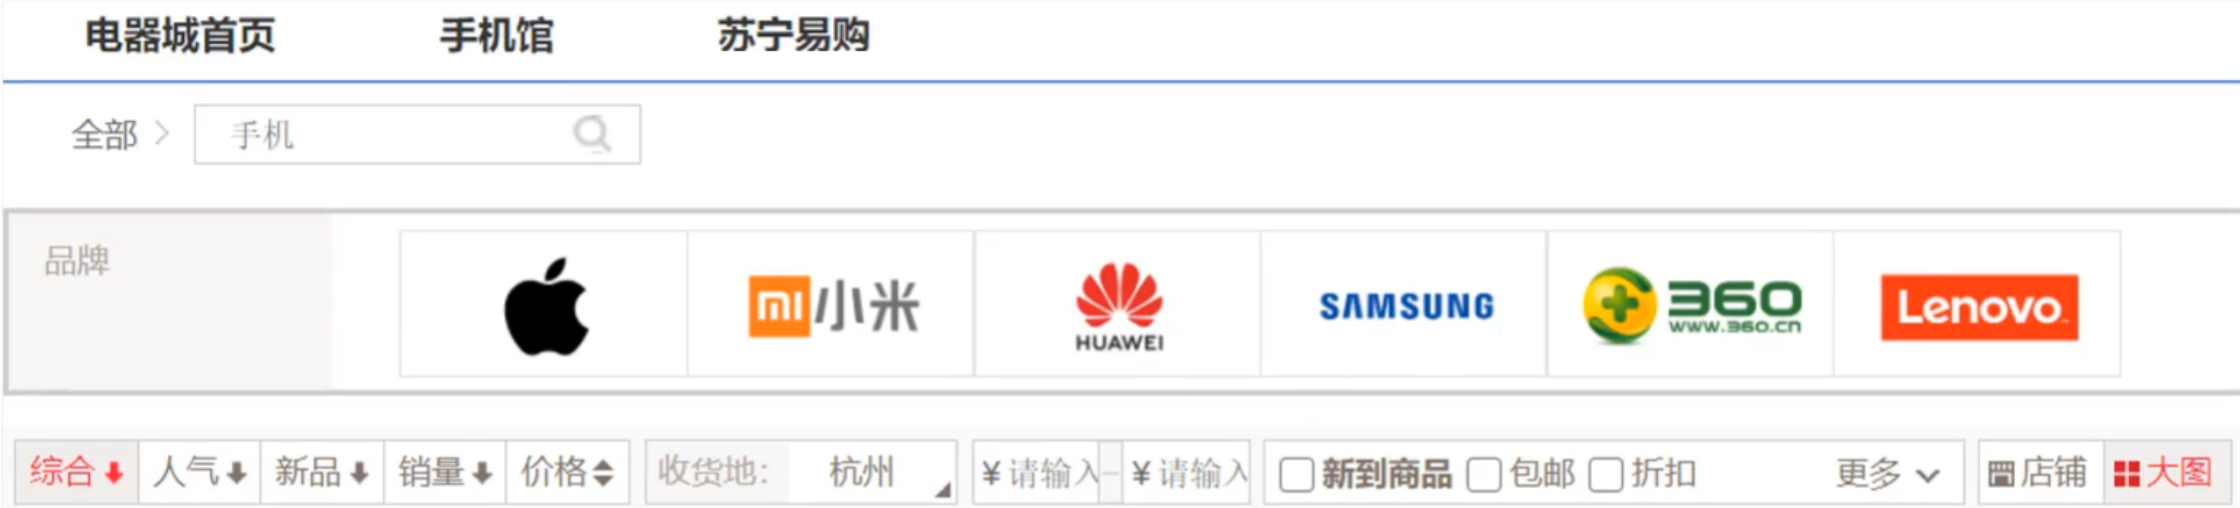 电器城首页 手机馆 苏宁易购
全部 > 手机
品牌
mi小米 HUAWEI SAMSUNG 360 www.360.cn Lenovo
综合 人气 新品 销量 价格 收货地: 杭州 ¥请输入 - ¥请输入 新到商品 包邮 折扣 更多 店铺 大图